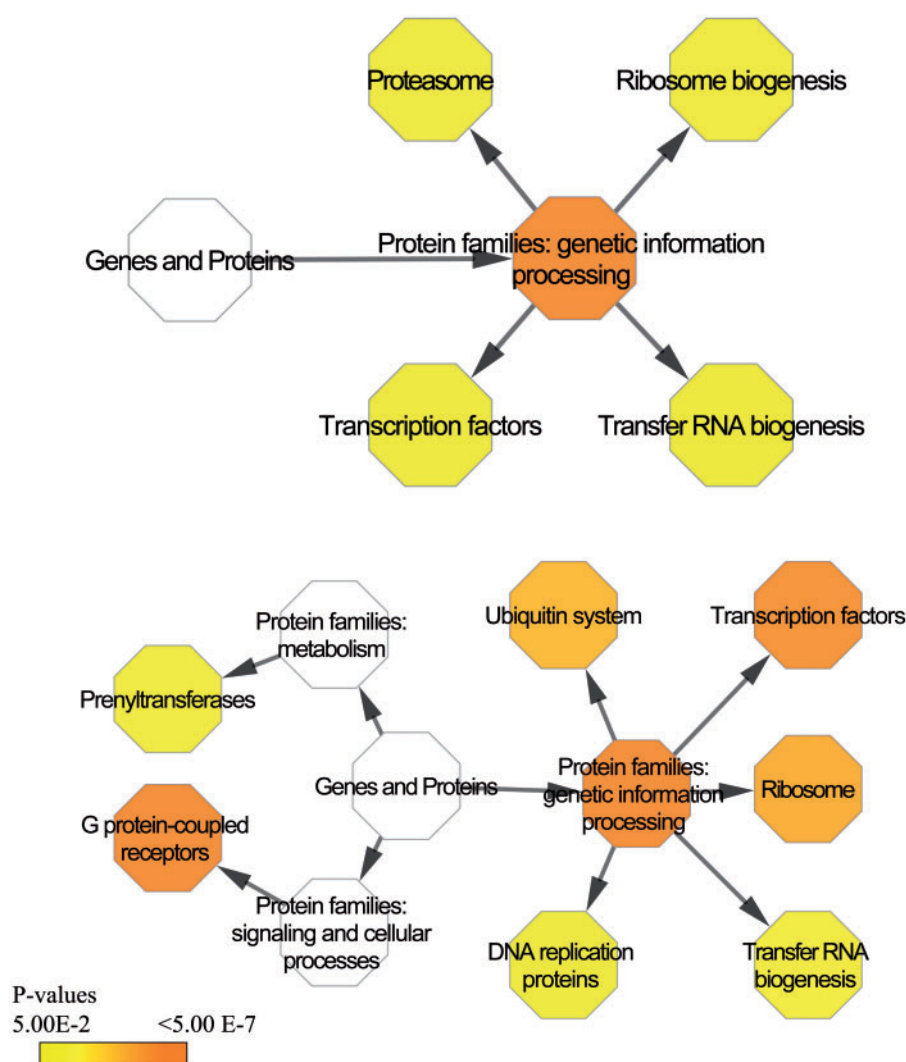 Proteasome
Ribosome biogenesis
Genes and Proteins
Protein families: genetic information
processing
Transcription factors
Transfer RNA biogenesis
Protein families:
metabolism
Prenyltransferases
Ubiquitin system
Transcription factors
Genes and Proteins
Protein families:
genetic information
processing
Ribosome
G protein-coupled
receptors
Protein families:
signaling and cellular
processes
DNA replication
proteins
Transfer RNA
biogenesis
P-values
5.00E-2 <5.00 E-7